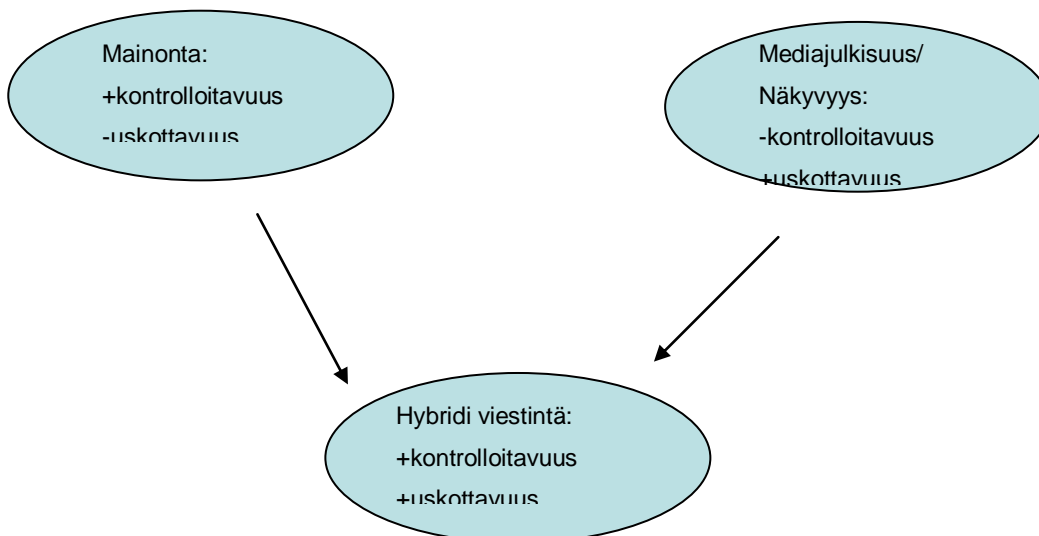 Mainonta:
+kontrolloitavuus
-uskottavuus
Mediajulkisuus/
Näkyvyys:
-kontrolloitavuus
+uskottavuus
Hybridi viestintä:
+kontrolloitavuus
+uskottavuus